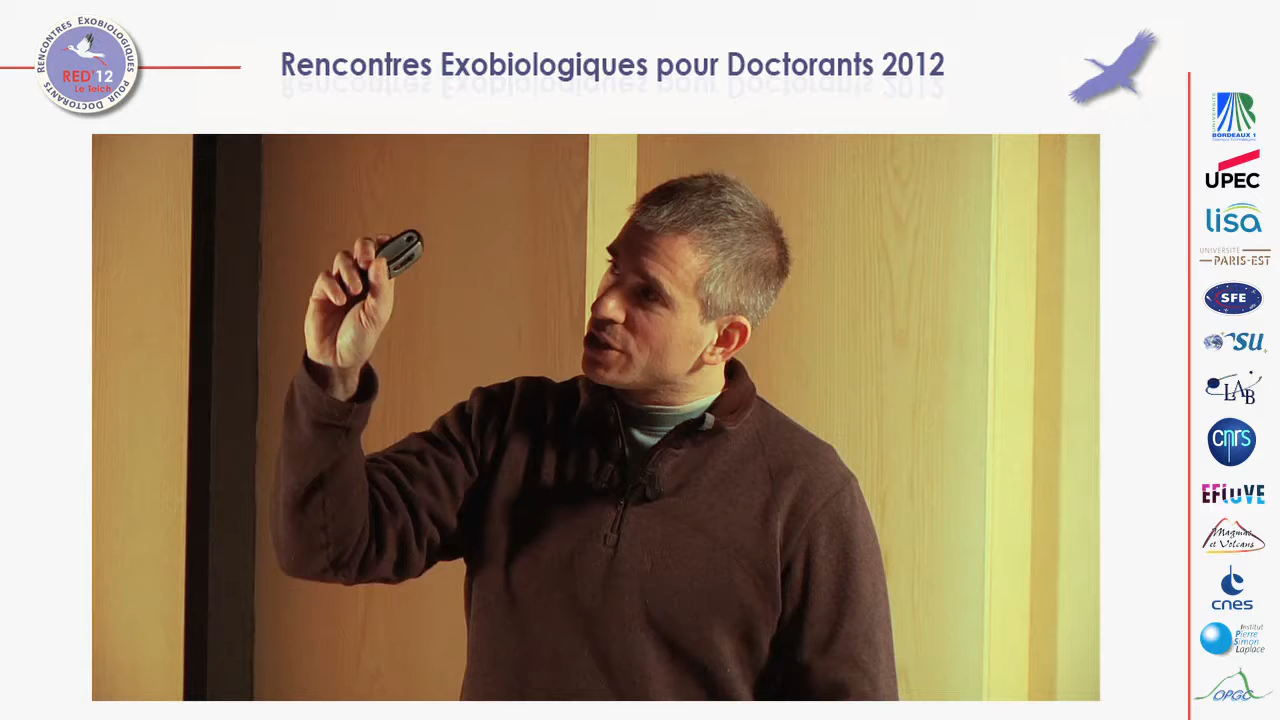 RENCONTRES EXOBIOLOGIQUES POUR DOCTORANTS
RED'12
Le Teich
Rencontres Exobiologiques pour Doctorants 2012
UNIVERSITÉ
BORDEAUX 1
UPEC
lisa
UNIVERSITÉ
PARIS-EST
SFE
SU
LAB
cnrs
EFLUVE
Magmas
et Volcans
cnes
Institut
Pierre
Simon
Laplace
OPGC